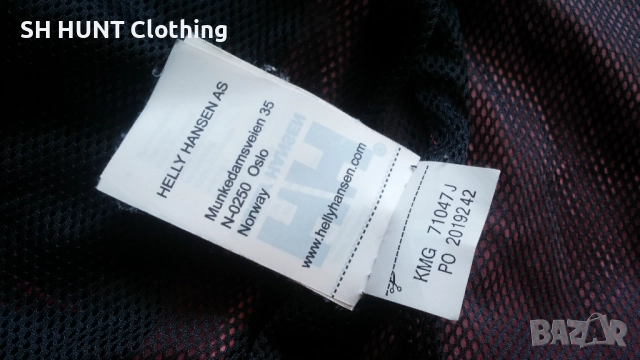 SH HUNT Clothing
HELLY HANSEN AS
Munkedamsveien 35
N-0250 Oslo
Norway
www.hellyhansen.com
HANSEN
HH
®
KMG 71047J
PO 2019242
BAZAR